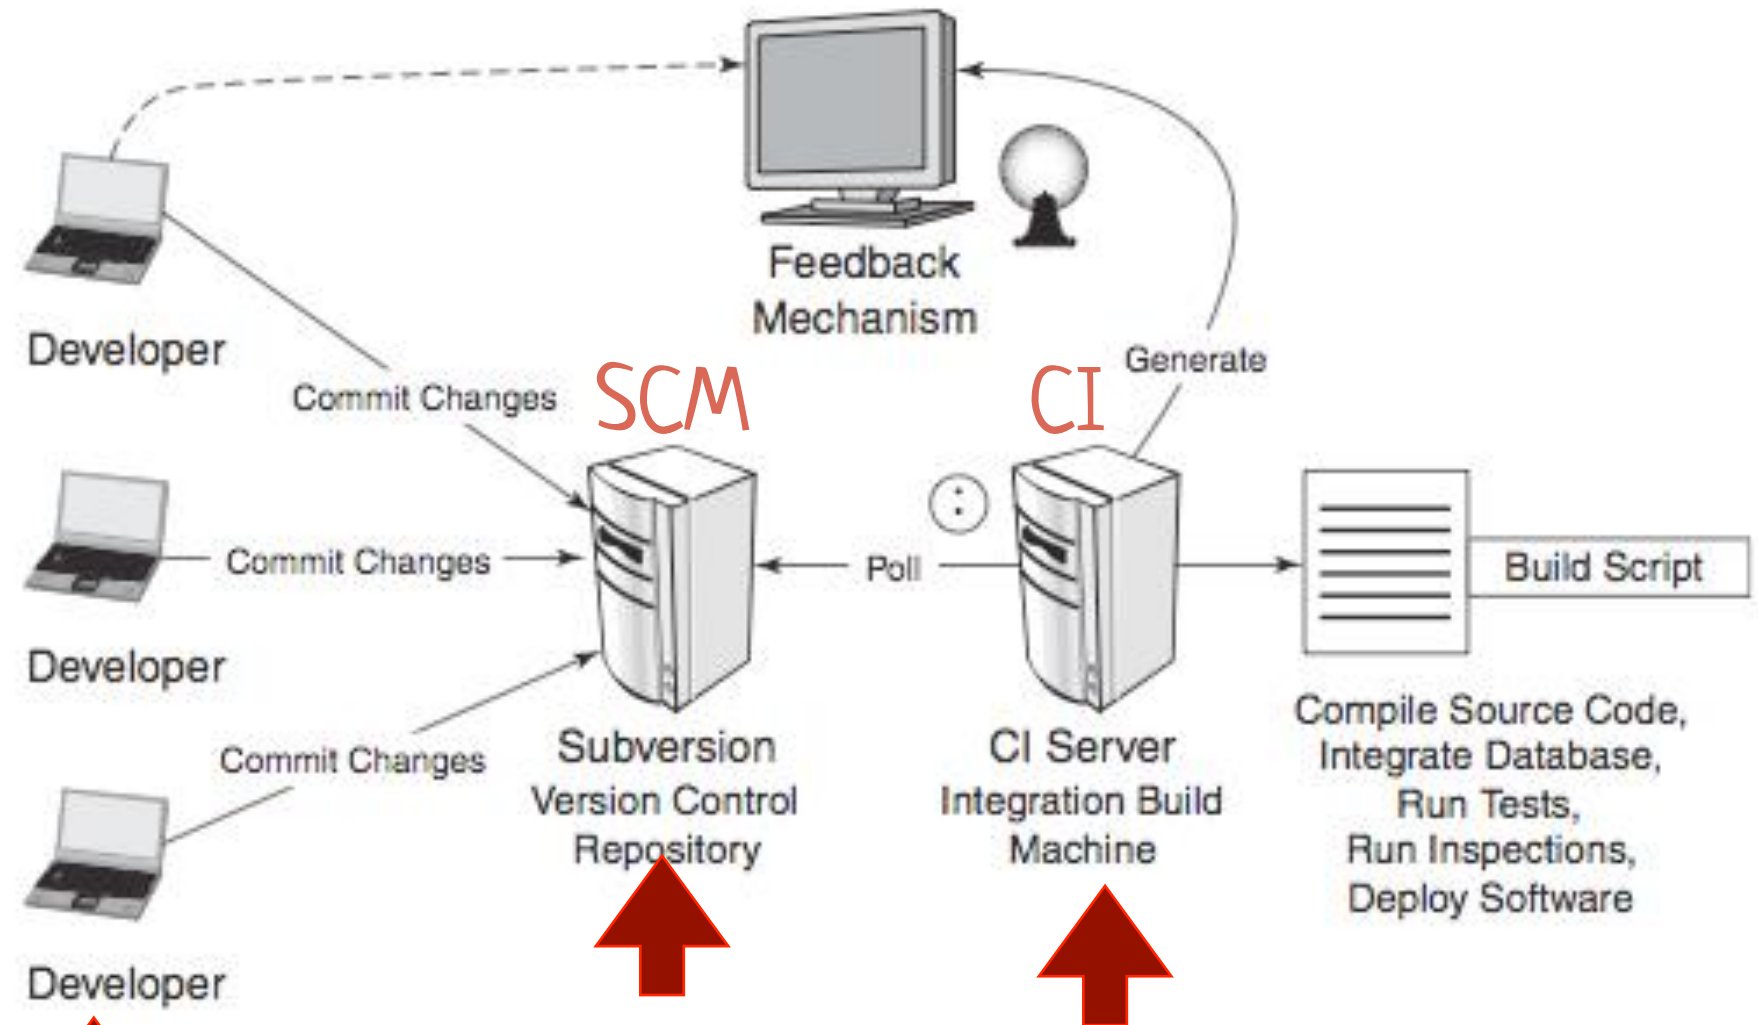 Feedback
Mechanism
Developer
Commit Changes
SCM
CI
Generate
Commit Changes
Poll
Build Script
Developer
Commit Changes
Subversion
Version Control
Repository
CI Server
Integration Build
Machine
Compile Source Code,
Integrate Database,
Run Tests,
Run Inspections,
Deploy Software
Developer